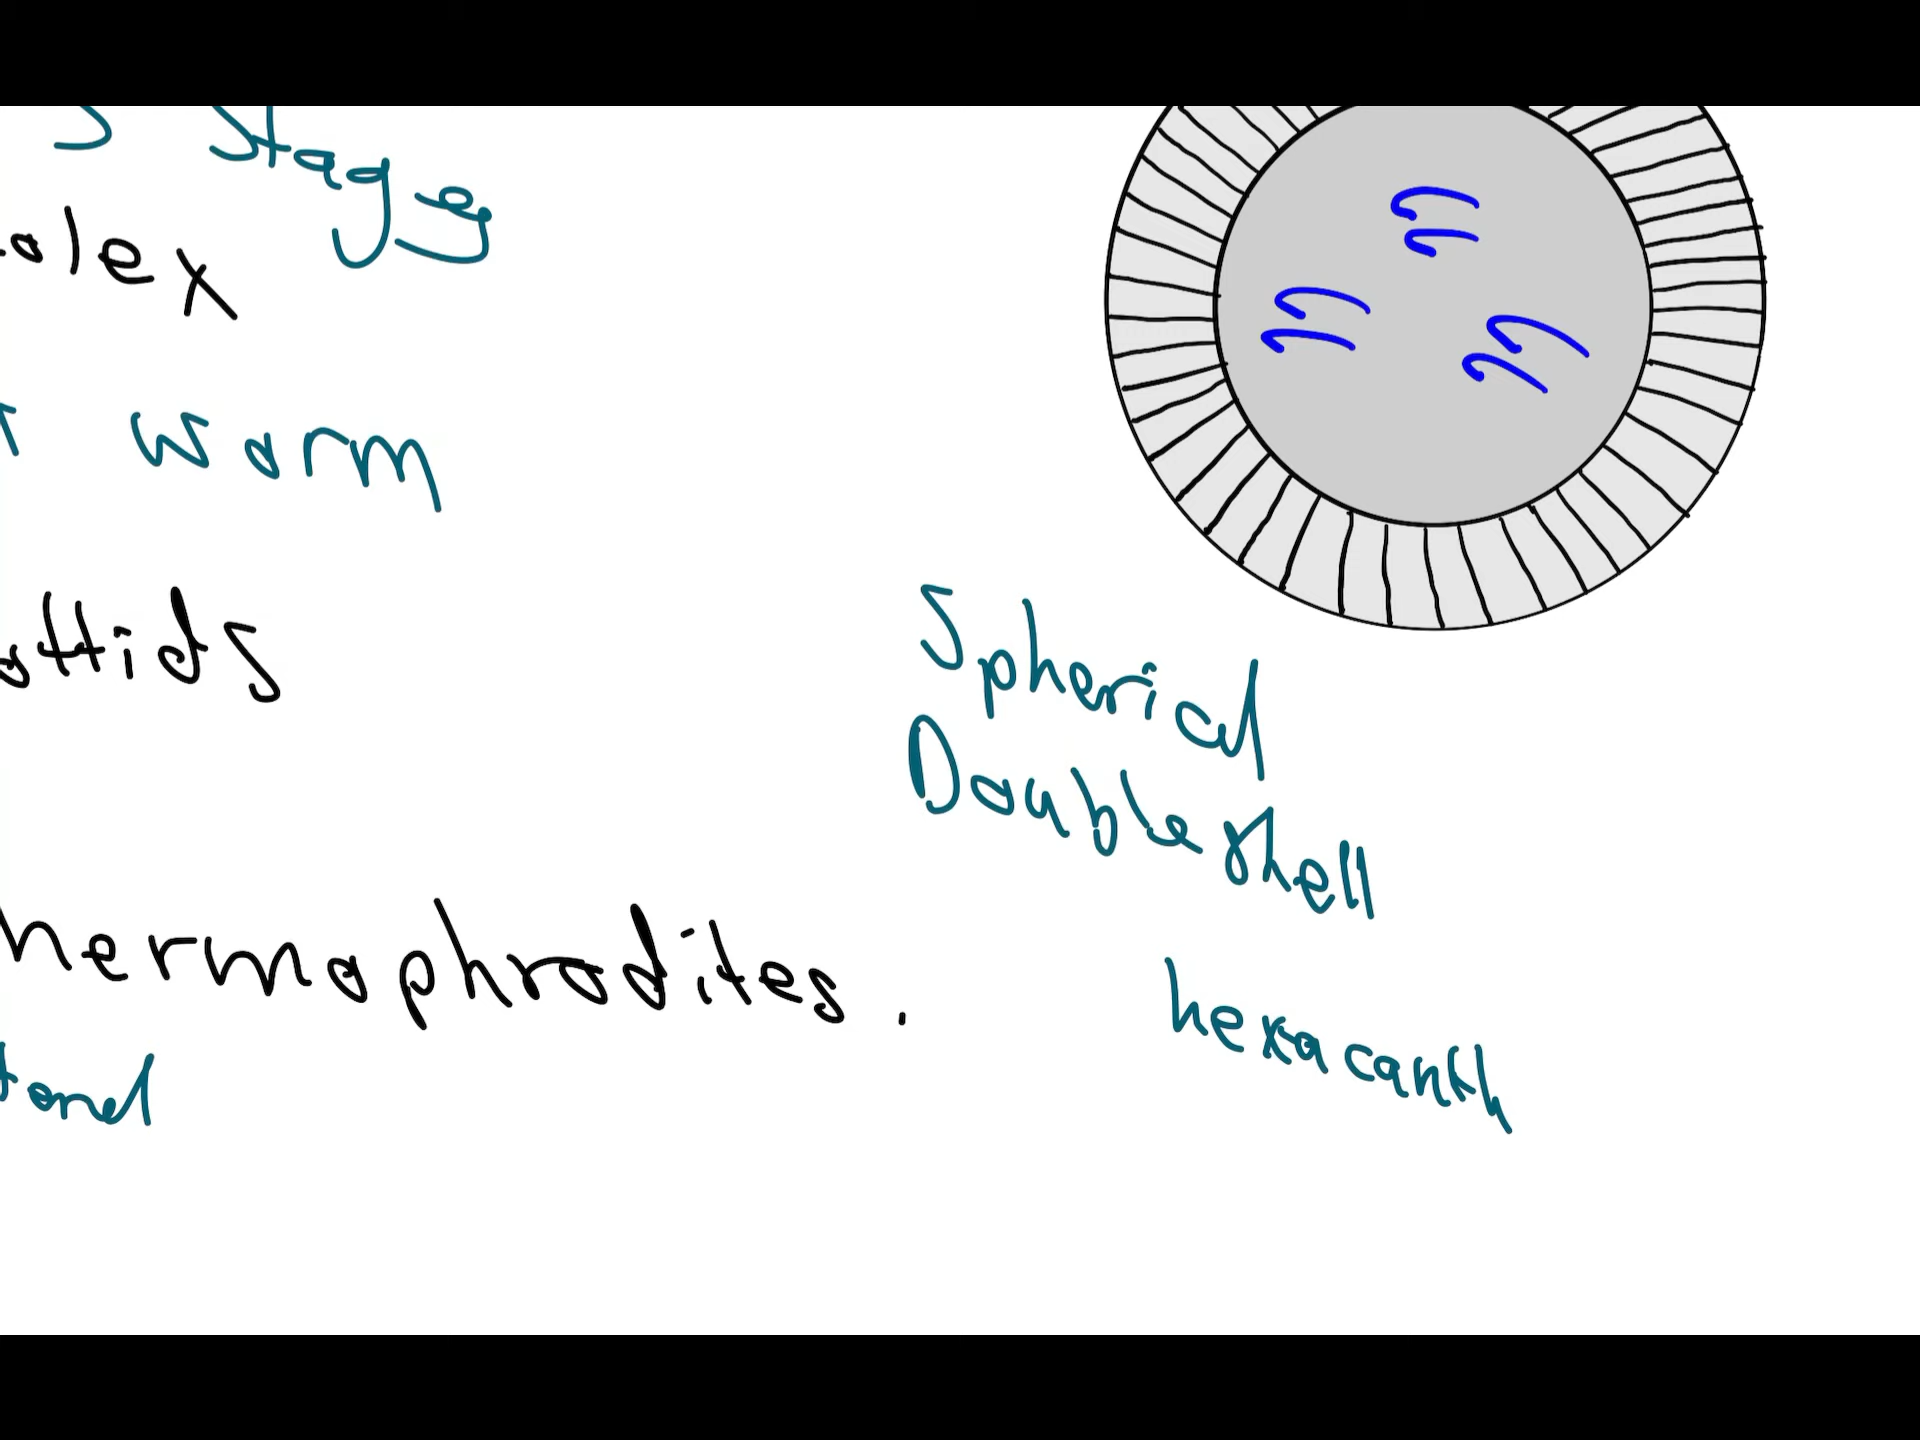 stage
olex
worm
ottids
hermaphrodites.
Spherical
Double shell
hexacanth